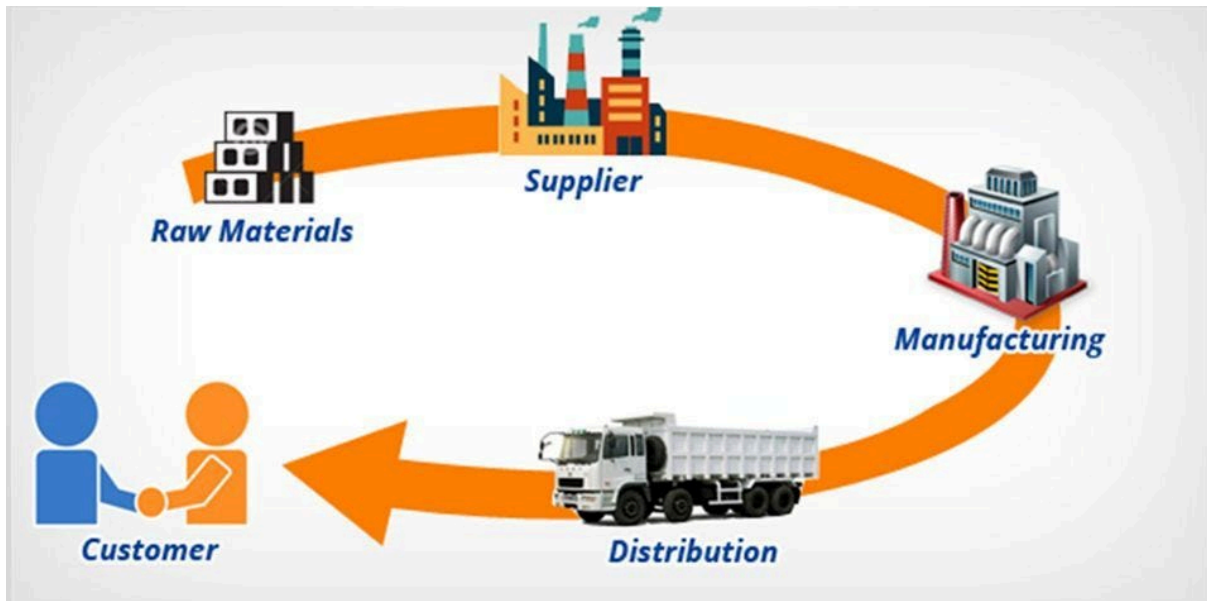 Raw Materials
Supplier
Manufacturing
Distribution
Customer